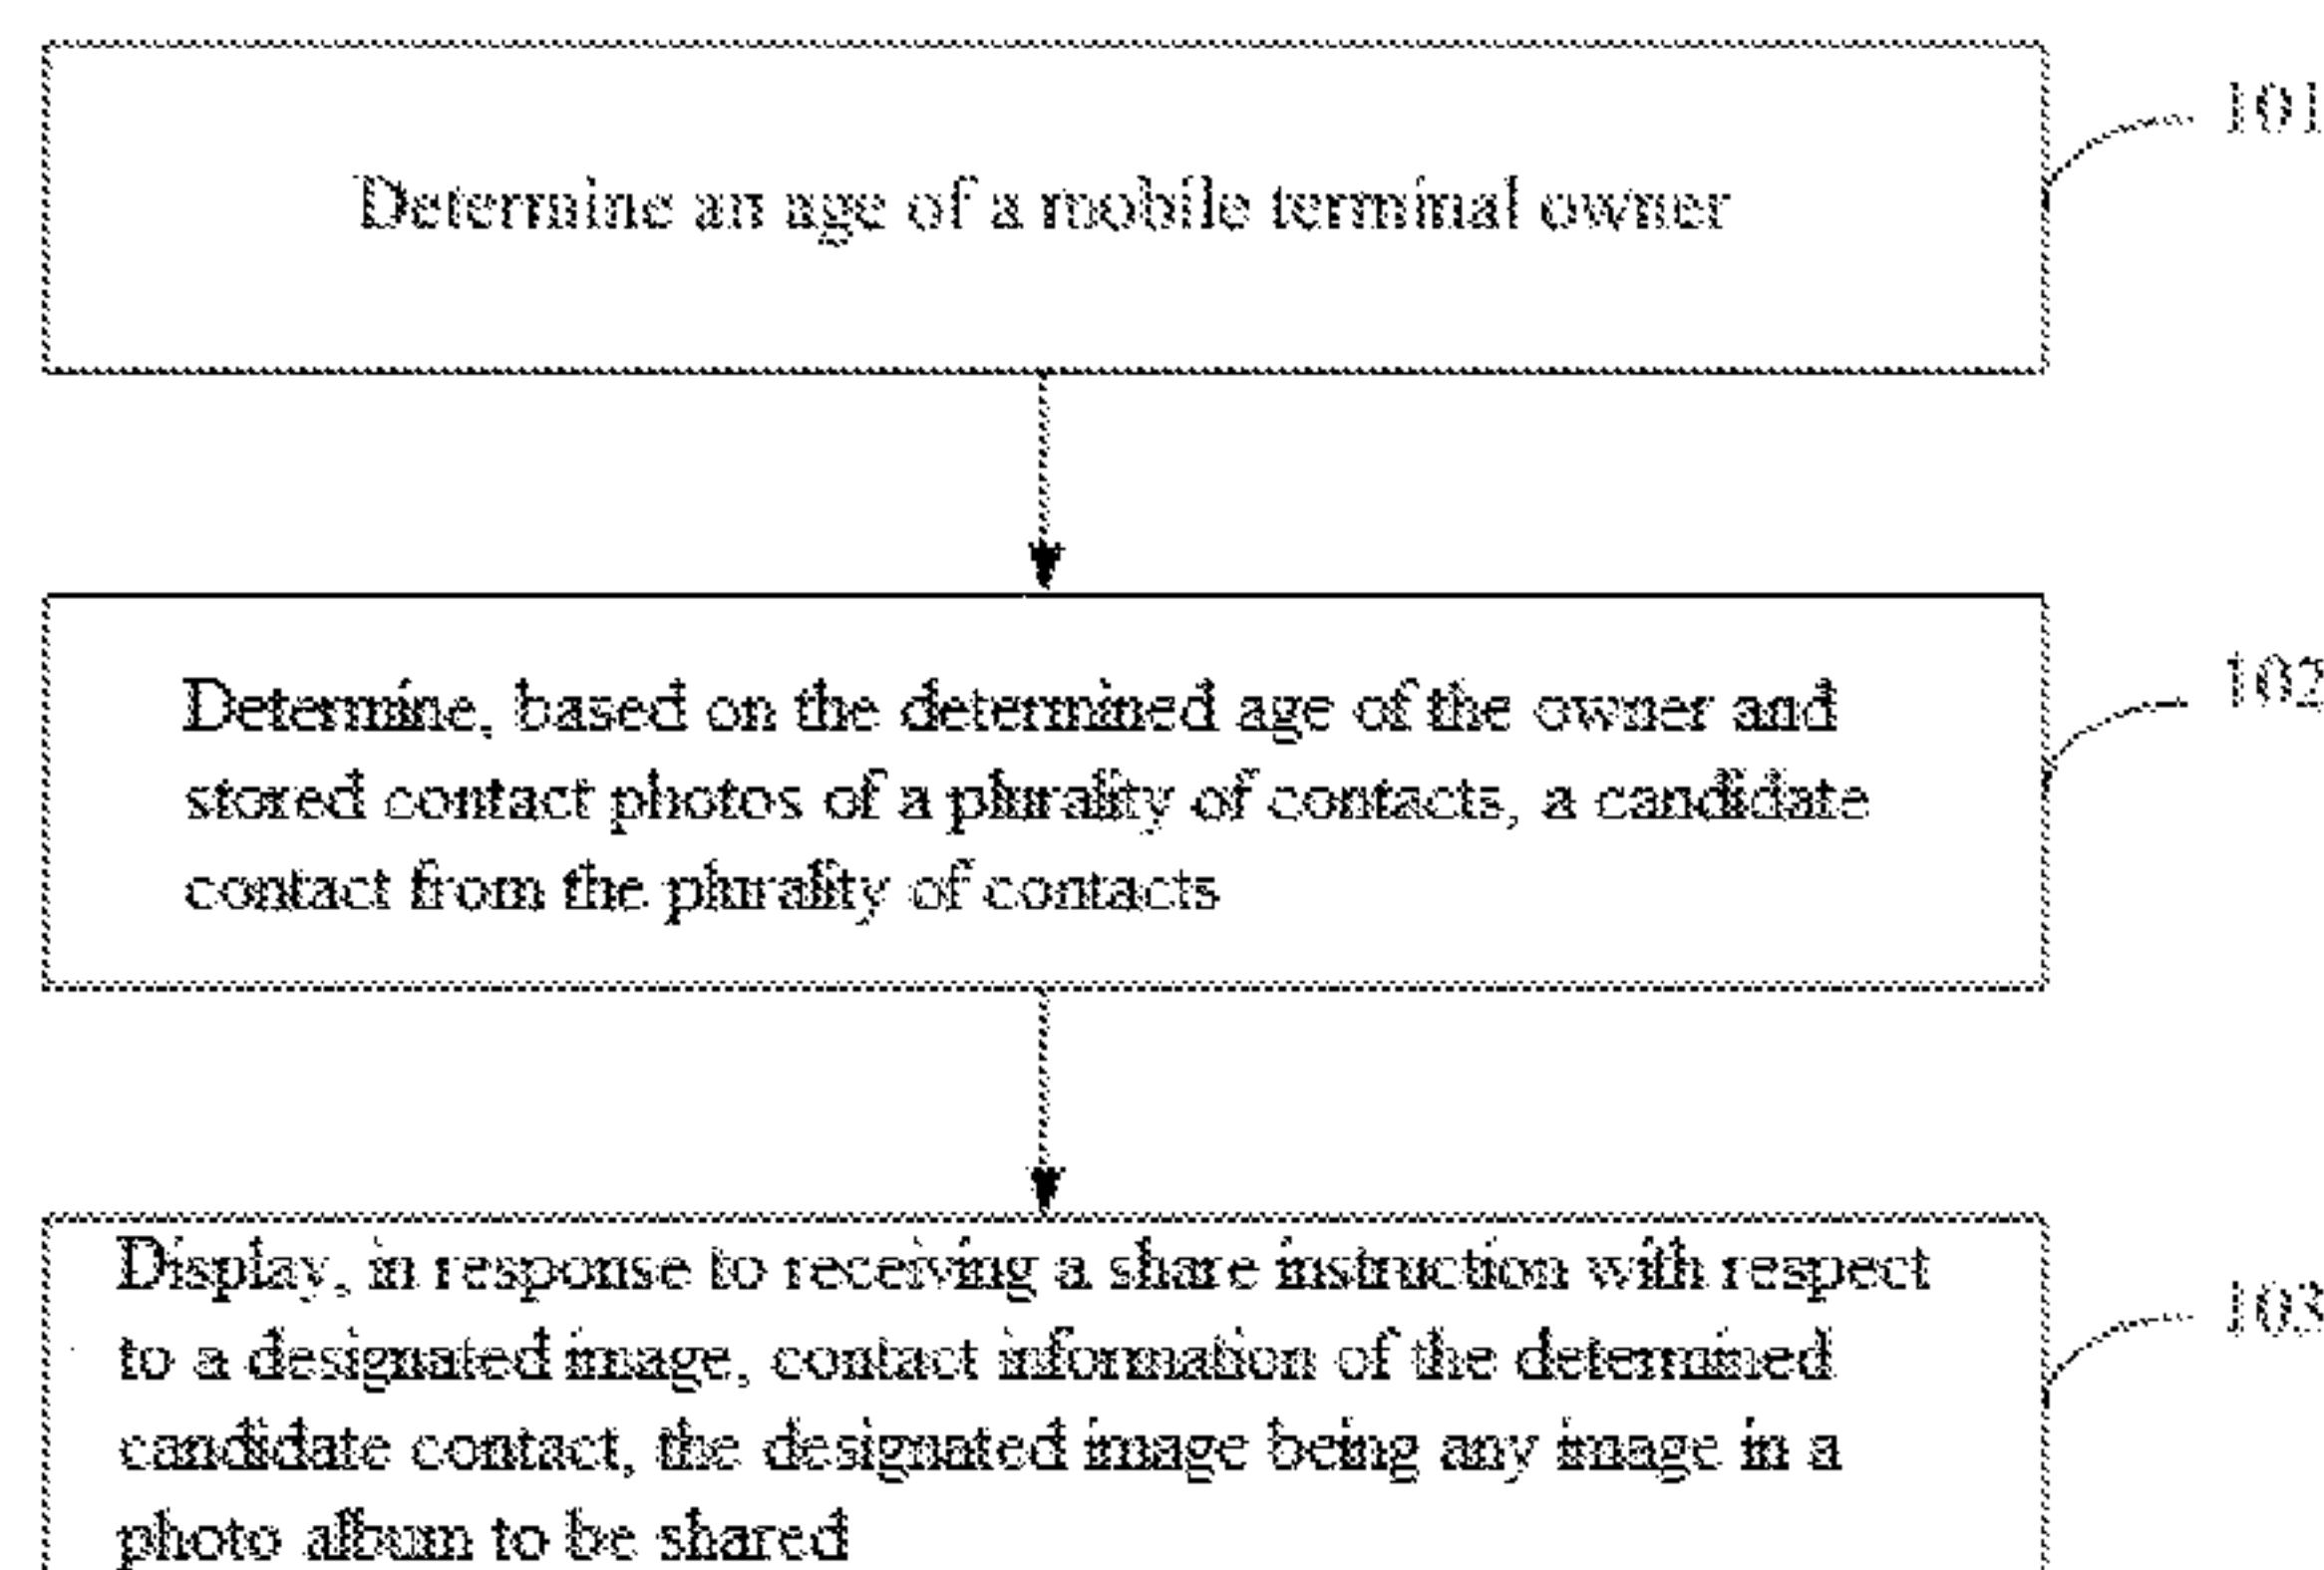 101
Determine an age of a mobile terminal owner
102
Determine, based on the determined age of the owner and
stored contact photos of a plurality of contacts, a candidate
contact from the plurality of contacts
103
Display, in response to receiving a share instruction with respect
to a designated image, contact information of the determined
candidate contact, the designated image being any image in a
photo album to be shared